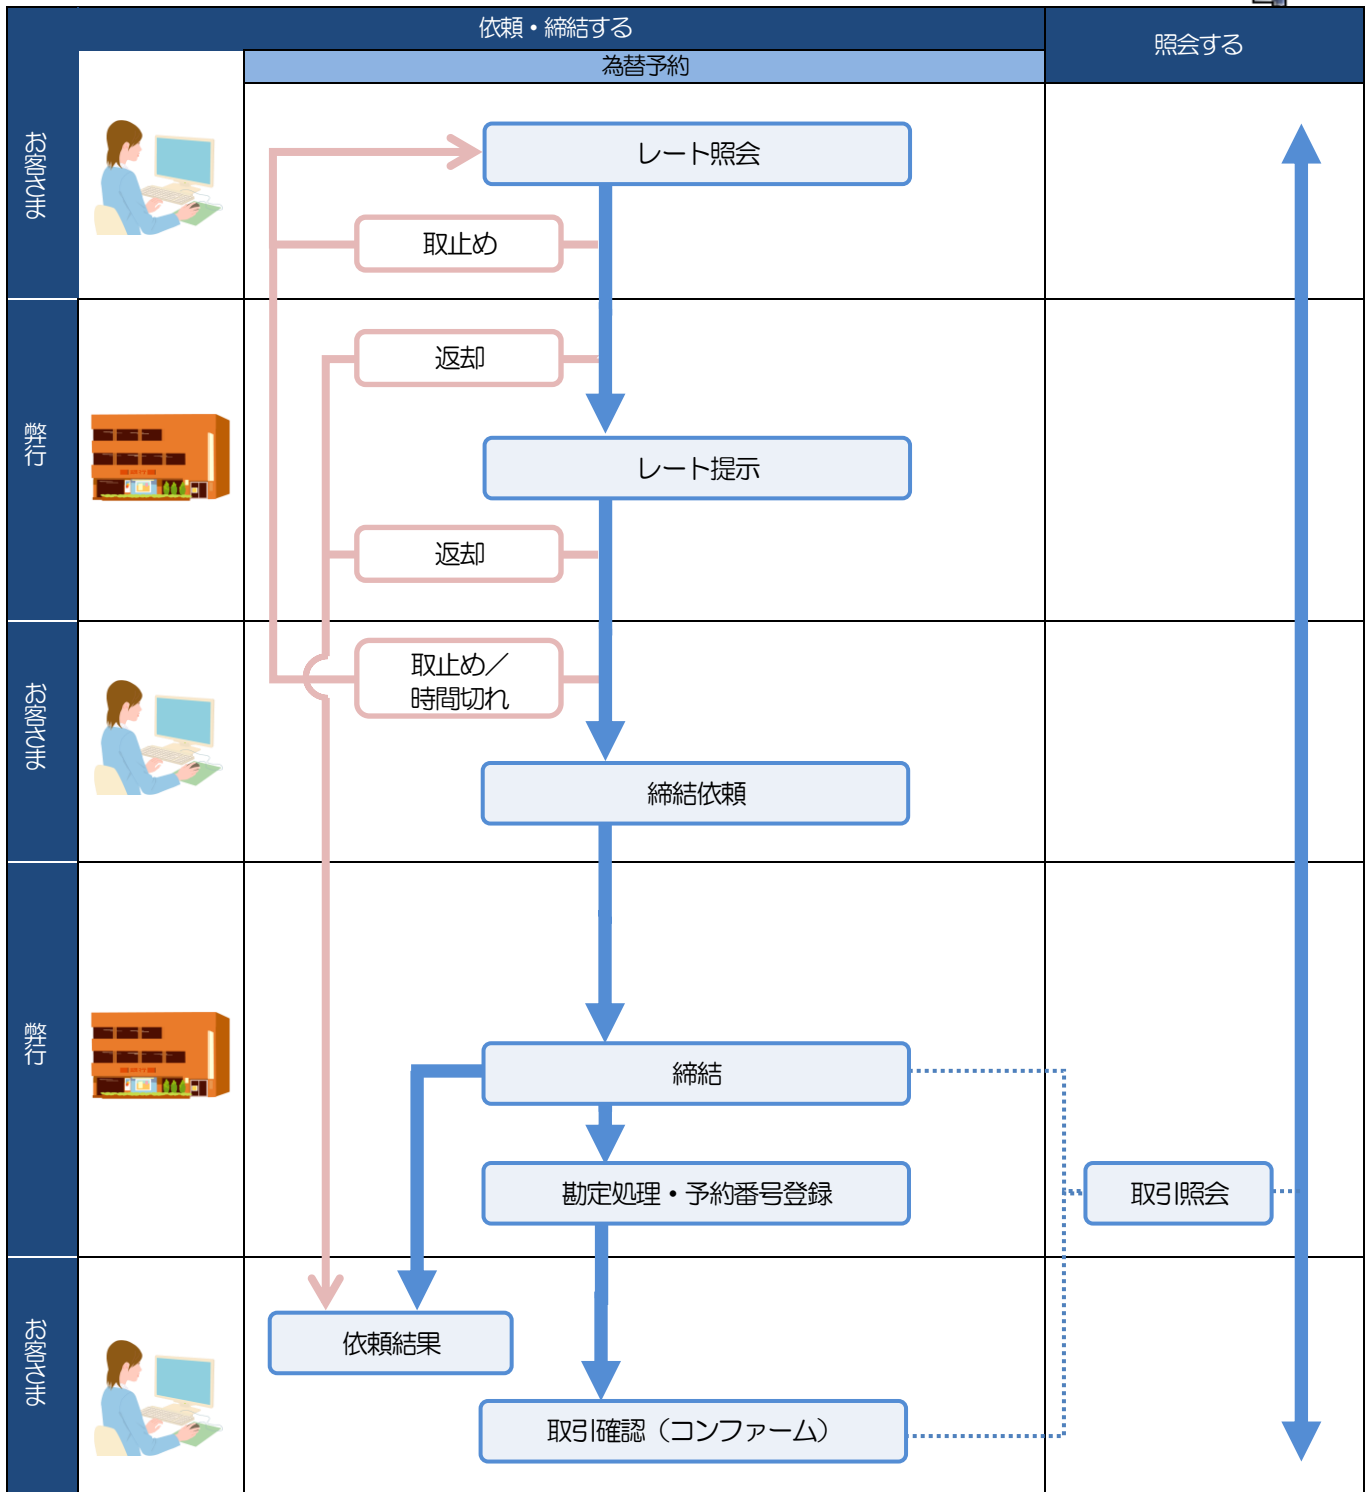 依頼・締結する
照会する
為替予約
お客さま
レート照会
取止め
弊行
返却
レート提示
返却
お客さま
取止め／
時間切れ
締結依頼
弊行
締結
勘定処理・予約番号登録
取引照会
お客さま
依頼結果
取引確認（コンファーム）